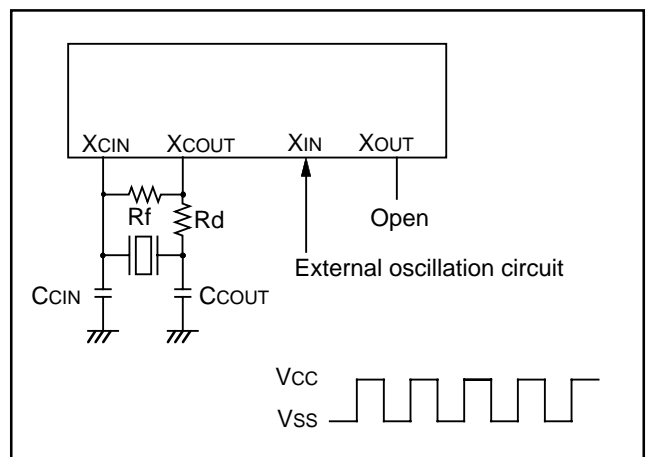 XCIN XCOUT XIN XOUT
Rf Rd Open
External oscillation circuit
CCIN CCOUT
VCC
VSS